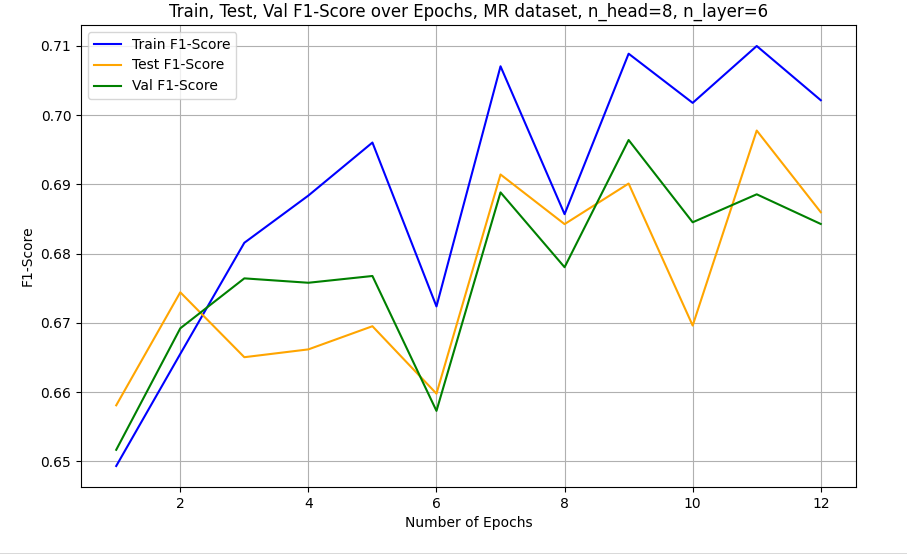 Train, Test, Val F1-Score over Epochs, MR dataset, n_head=8, n_layer=6
Train F1-Score
Test F1-Score
Val F1-Score
0.71
0.70
0.69
0.68
0.67
0.66
0.65
F1-Score
2 4 6 8 10 12
Number of Epochs